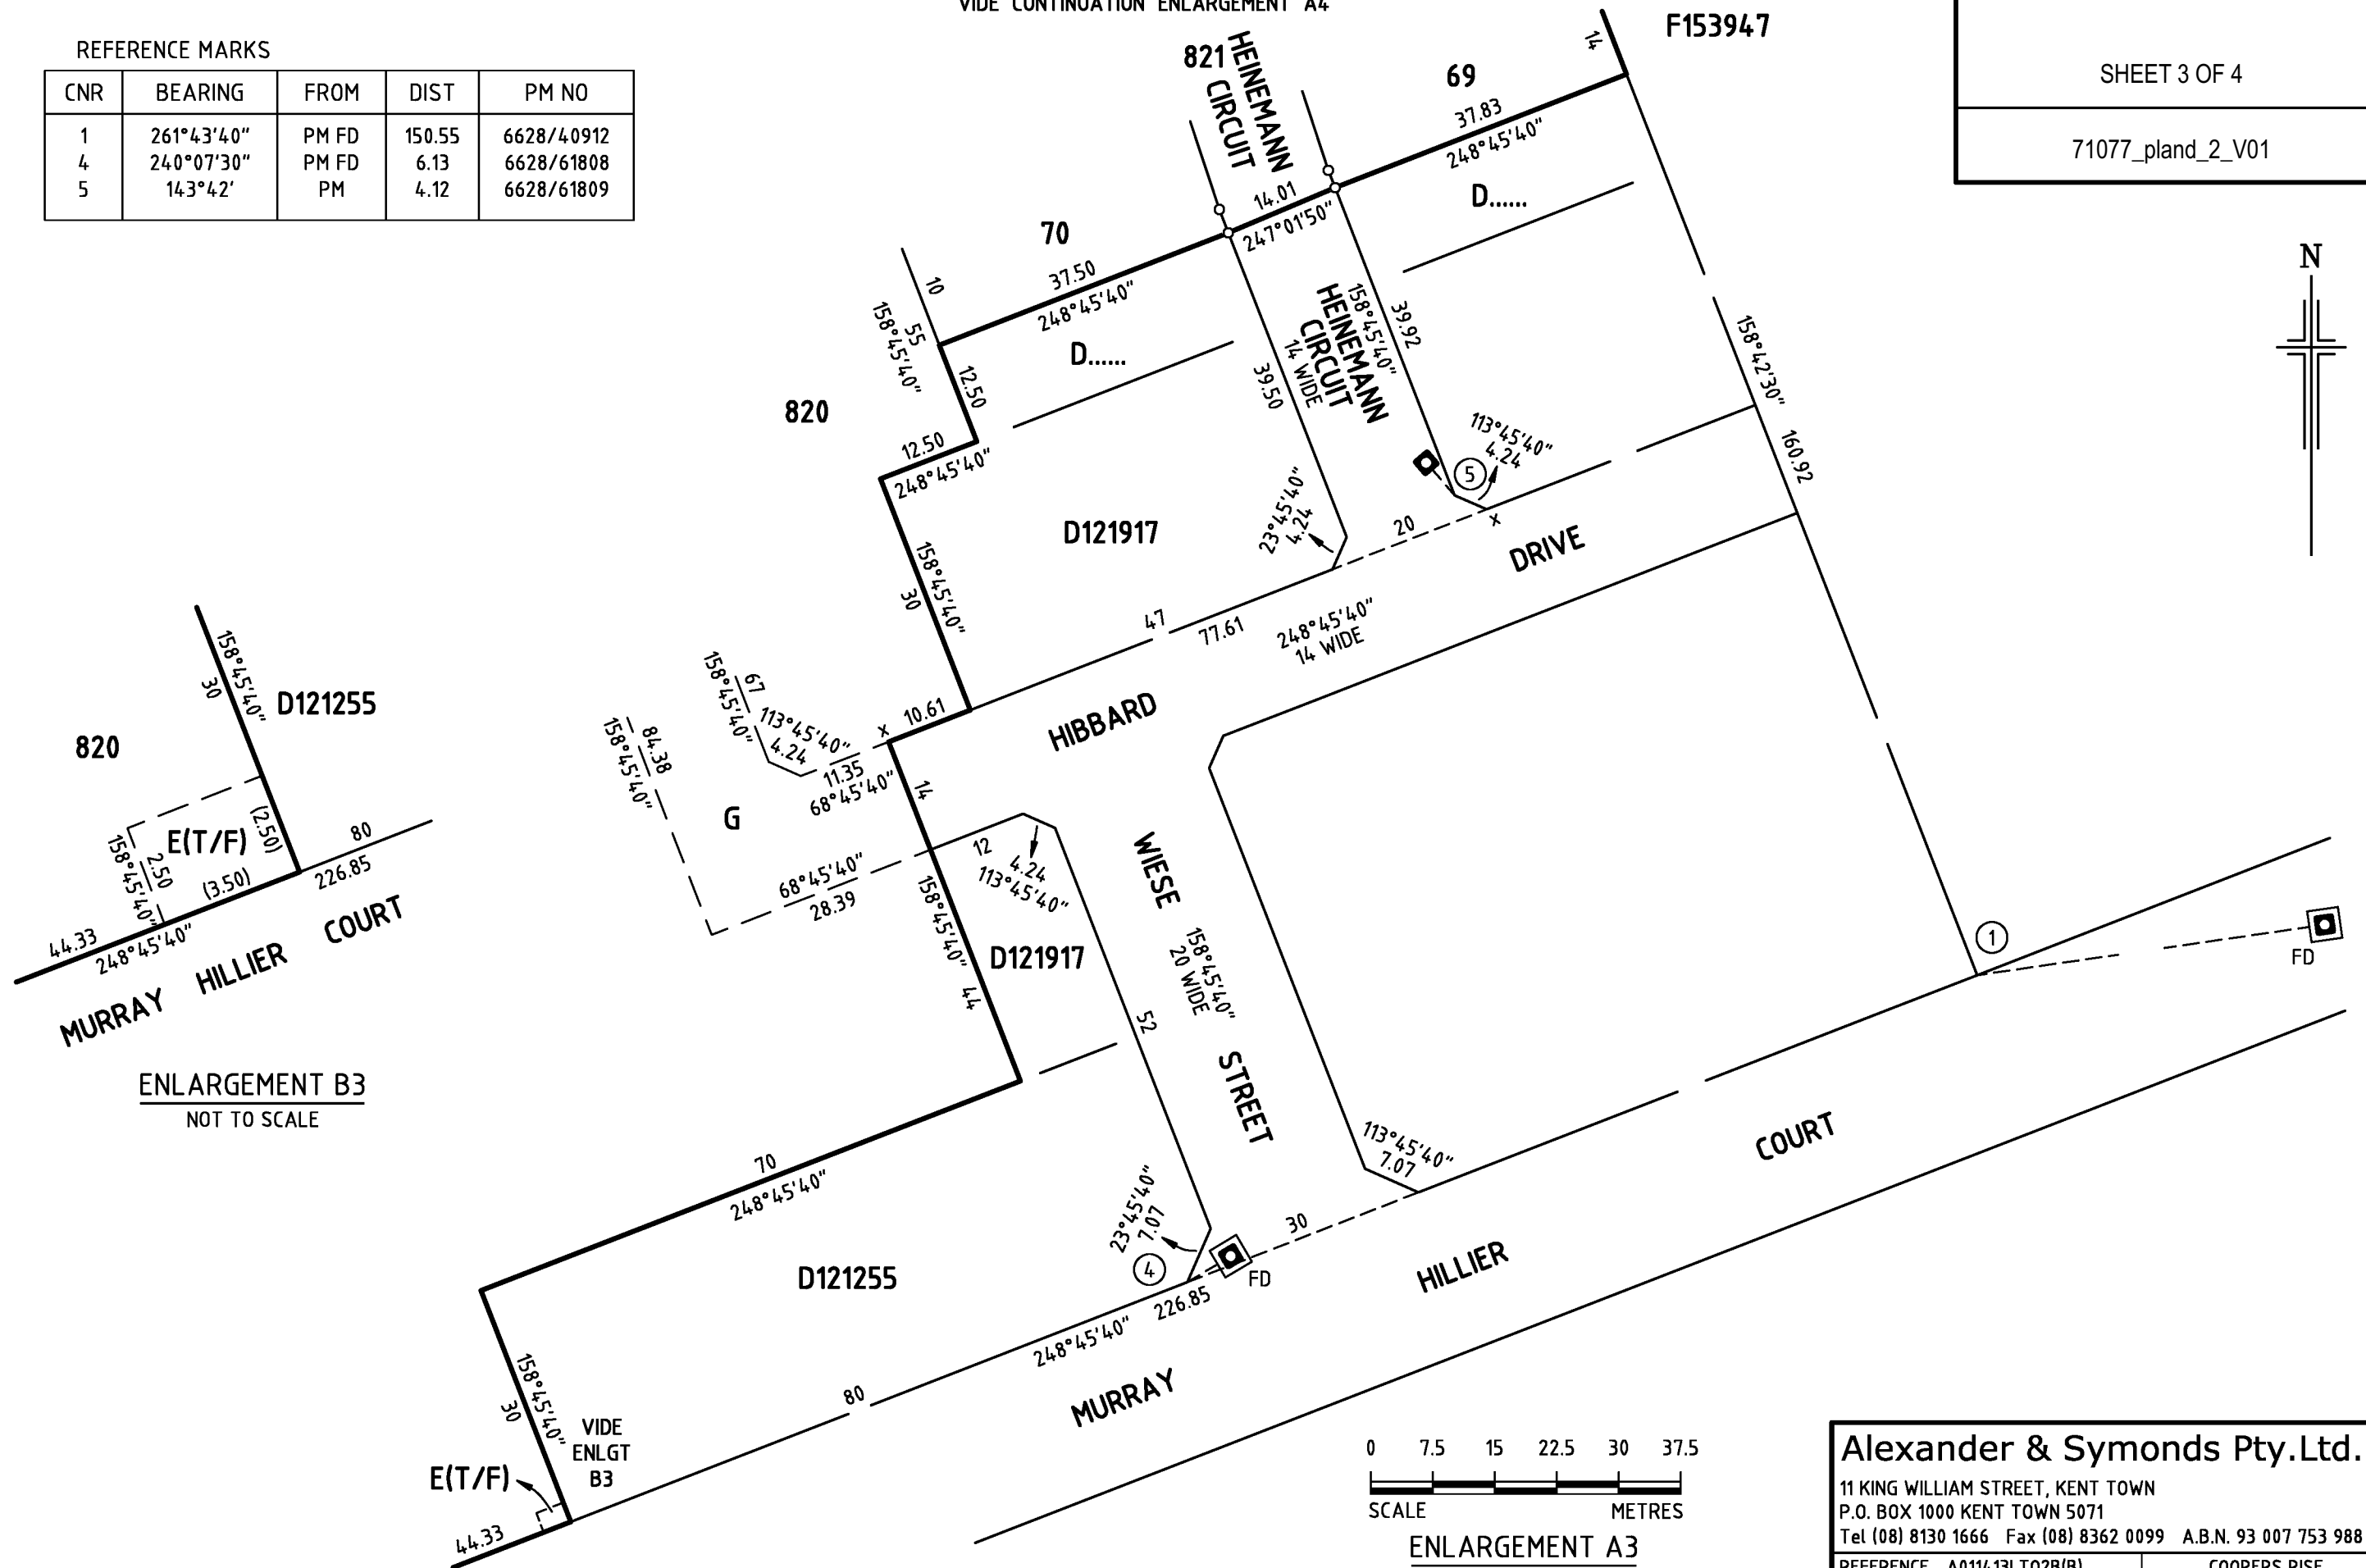 VIDE CONTINUATION ENLARGEMENT A4
REFERENCE MARKS
CNR BEARING FROM DIST PM NO
1 261°43'40" PM FD 150.55 6628/40912
4 240°07'30" PM FD 6.13 6628/61808
5 143°42' PM 4.12 6628/61809
SHEET 3 OF 4
71077_pland_2_V01
F153947
14
69
821
HEINEMANN
CIRCUIT
37.83
248°45'40"
D......
14.01
247°01'50"
70
37.50
248°45'40"
D......
10
55
158°45'40"
12.50
820
12.50
248°45'40"
HEINEMANN
CIRCUIT
158°45'40"
14 WIDE
39.92
39.50
N
158°42'30"
160.92
113°45'40"
4.24
5
23°45'40"
4.24
20
x
D121917
158°45'40"
30
47
77.61
248°45'40"
14 WIDE
HIBBARD
DRIVE
158°45'40"
30
D121255
820
E(T/F)
(2.50)
2.50
158°45'40"
(3.50)
80
226.85
44.33
248°45'40"
MURRAY HILLIER COURT
ENLARGEMENT B3
NOT TO SCALE
67
158°45'40"
84.38
158°45'40"
113°45'40"
4.24
x
10.61
11.35
68°45'40"
14
G
68°45'40"
28.39
12
4.24
113°45'40"
158°45'40"
44
D121917
WIESE
158°45'40"
20 WIDE
STREET
52
1
FD
70
248°45'40"
D121255
23°45'40"
7.07
4
FD
30
113°45'40"
7.07
226.85
248°45'40"
80
MURRAY
HILLIER
COURT
158°45'40"
30
VIDE
ENLGT
B3
E(T/F)
44.33
0 7.5 15 22.5 30 37.5
SCALE METRES
ENLARGEMENT A3
Alexander & Symonds Pty.Ltd.
11 KING WILLIAM STREET, KENT TOWN
P.O. BOX 1000 KENT TOWN 5071
Tel (08) 8130 1666 Fax (08) 8362 0099 A.B.N. 93 007 753 988
REFERENCE A011413LTO2B(B) COOPERS RISE